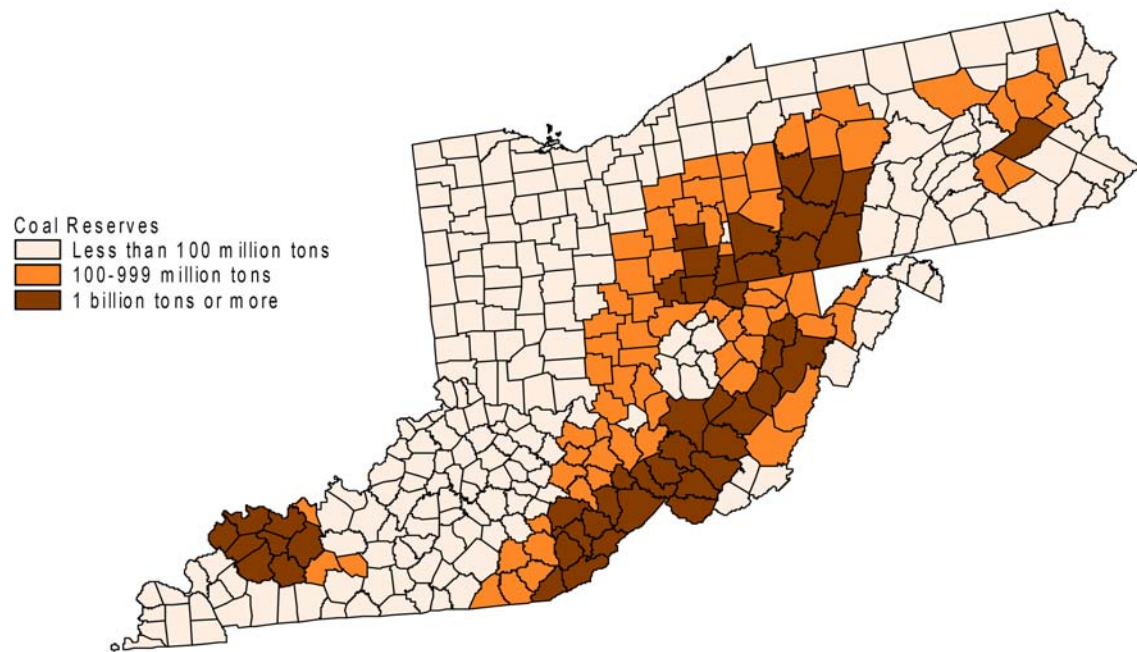 Coal Reserves
Less than 100 million tons
100-999 million tons
1 billion tons or more